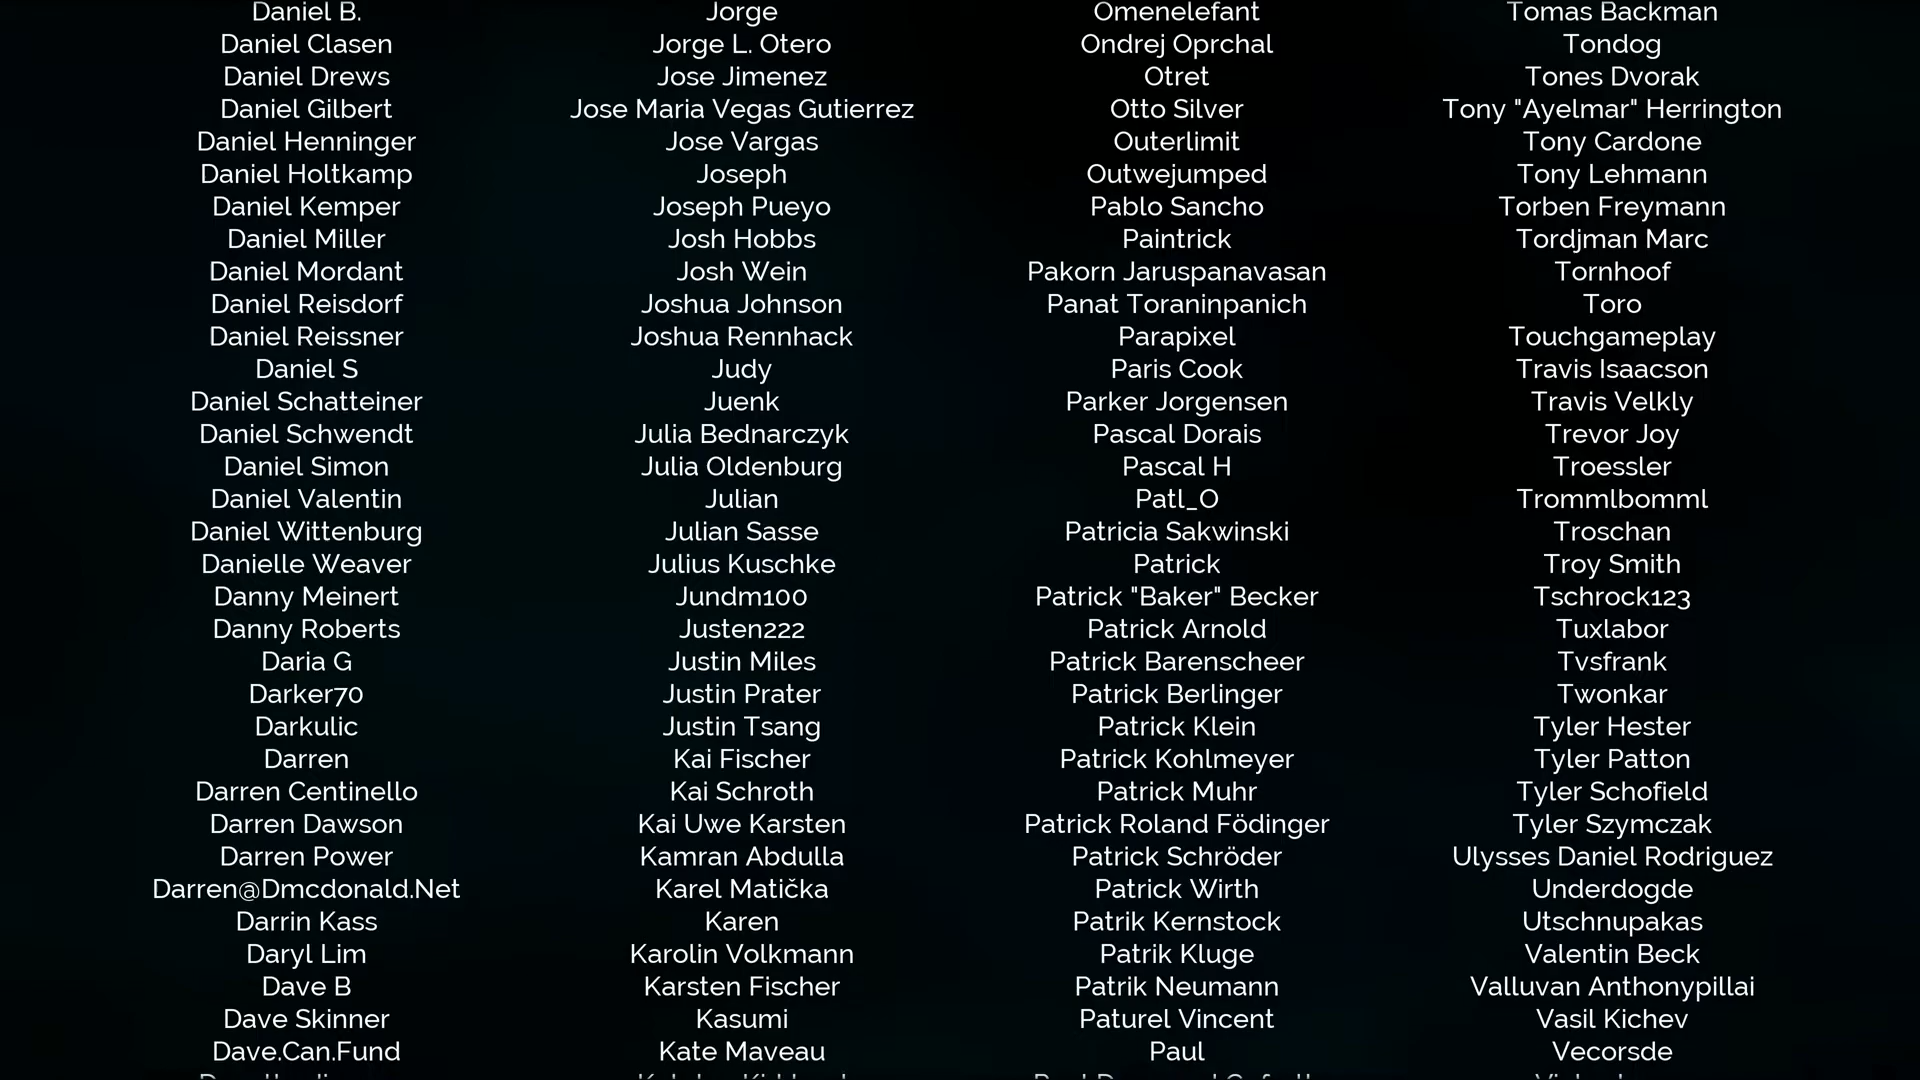 Daniel B.
Daniel Clasen
Daniel Drews
Daniel Gilbert
Daniel Henninger
Daniel Holtkamp
Daniel Kemper
Daniel Miller
Daniel Mordant
Daniel Reisdorf
Daniel Reissner
Daniel S
Daniel Schatteiner
Daniel Schwendt
Daniel Simon
Daniel Valentin
Daniel Wittenburg
Danielle Weaver
Danny Meinert
Danny Roberts
Daria G
Darker70
Darkulic
Darren
Darren Centinello
Darren Dawson
Darren Power
Darren@Dmcdonald.Net
Darrin Kass
Daryl Lim
Dave B
Dave Skinner
Dave.Can.Fund
Jorge
Jorge L. Otero
Jose Jimenez
Jose Maria Vegas Gutierrez
Jose Vargas
Joseph
Joseph Pueyo
Josh Hobbs
Josh Wein
Joshua Johnson
Joshua Rennhack
Judy
Juenk
Julia Bednarczyk
Julia Oldenburg
Julian
Julian Sasse
Julius Kuschke
Jundm100
Justen222
Justin Miles
Justin Prater
Justin Tsang
Kai Fischer
Kai Schroth
Kai Uwe Karsten
Kamran Abdulla
Karel Matička
Karen
Karolin Volkmann
Karsten Fischer
Kasumi
Kate Maveau
Omenelefant
Ondrej Oprchal
Otret
Otto Silver
Outerlimit
Outwejumped
Pablo Sancho
Paintrick
Pakorn Jaruspanavasan
Panat Toraninpanich
Parapixel
Paris Cook
Parker Jorgensen
Pascal Dorais
Pascal H
Patl_O
Patricia Sakwinski
Patrick
Patrick "Baker" Becker
Patrick Arnold
Patrick Barenscheer
Patrick Berlinger
Patrick Klein
Patrick Kohlmeyer
Patrick Muhr
Patrick Roland Födinger
Patrick Schröder
Patrick Wirth
Patrik Kernstock
Patrik Kluge
Patrik Neumann
Paturel Vincent
Paul
Tomas Backman
Tondog
Tones Dvorak
Tony "Ayelmar" Herrington
Tony Cardone
Tony Lehmann
Torben Freymann
Tordjman Marc
Tornhoof
Toro
Touchgameplay
Travis Isaacson
Travis Velkly
Trevor Joy
Troessler
Trommlbomml
Troschan
Troy Smith
Tschrock123
Tuxlabor
Tvsfrank
Twonkar
Tyler Hester
Tyler Patton
Tyler Schofield
Tyler Szymczak
Ulysses Daniel Rodriguez
Underdogde
Utschnupakas
Valentin Beck
Valluvan Anthonypillai
Vasil Kichev
Vecorsde